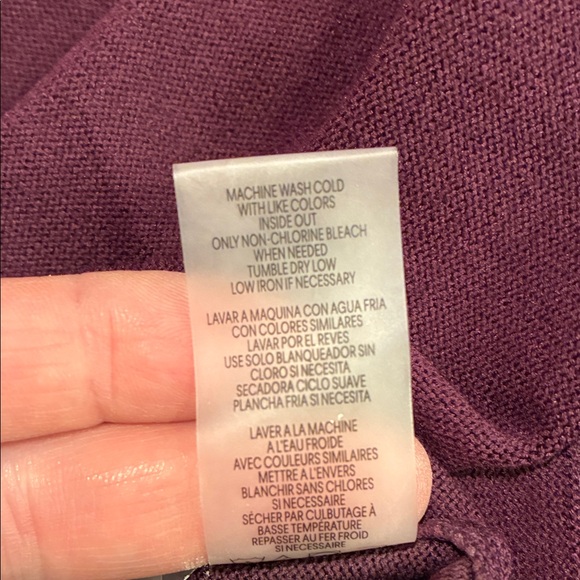 MACHINE WASH COLD
WITH LIKE COLORS
INSIDE OUT
ONLY NON-CHLORINE BLEACH
WHEN NEEDED
TUMBLE DRY LOW
LOW IRON IF NECESSARY
LAVAR A MAQUINA CON AGUA FRIA
CON COLORES SIMILARES
LAVAR POR EL REVES
USE SOLO BLANQUEADOR SIN
CLORO SI NECESITA
SECADORA CICLO SUAVE
PLANCHA FRIA SI NECESITA
LAVER A LA MACHINE
A L'EAU FROIDE
AVEC COULEURS SIMILAIRES
METTRE A L'ENVERS
BLANCHIR SANS CHLORES
SI NECESSAIRE
SÉCHER PAR CULBUTAGE À
BASSE TEMPÉRATURE
REPASSER AU FER FROID
SI NECESSAIRE